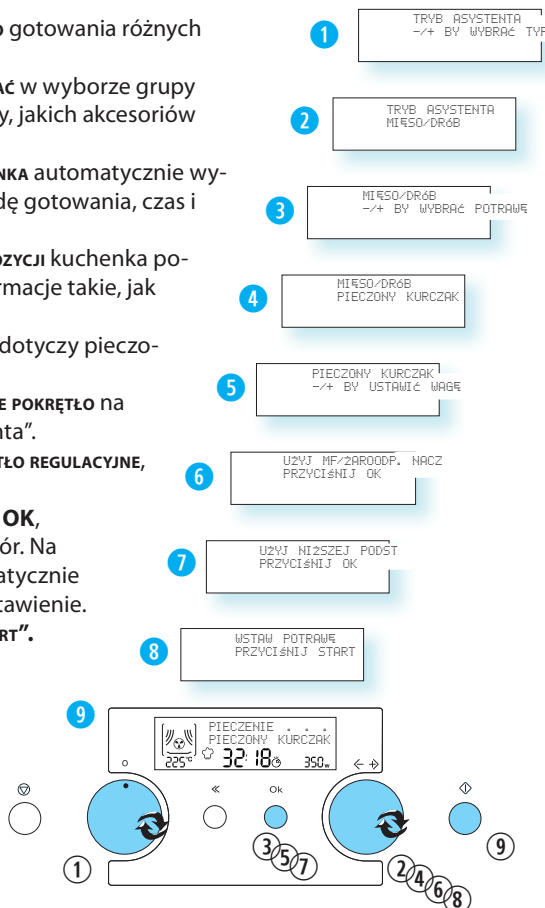 o gotowania różnych
ać w wyborze grupy
y, jakich akcesoriów
nka automatycznie wy-
dę gotowania, czas i
ozycji kuchenka po-
rmacje takie, jak
dotyczy pieczo-
e pokrętło na
nta”.
tło regulacyjne,
OK,
ór. Na
atycznie
tawienie.
rt”.
1
TRYB ASYSTENTA
-/+ BY WYBRAĆ TYP
2
TRYB ASYSTENTA
MIĘSO/DRóB
3
MIĘSO/DRóB
-/+ BY WYBRAĆ POTRAWĘ
4
MIĘSO/DRóB
PIECZONY KURCZAK
5
PIECZONY KURCZAK
-/+ BY USTAWIĆ WAGĘ
6
UŻYJ MF/ŻAROODP. NACZ
PRZYCIśNIJ OK
7
UŻYJ NIŻSZEJ PODST
PRZYCIśNIJ OK
8
WSTAW POTRAWĘ
PRZYCIśNIJ START
9
PIECZENIE . . .
PIECZONY KURCZAK
225°C 32:18 350w
Ok
1
3 5 7
2 4 6 8
9